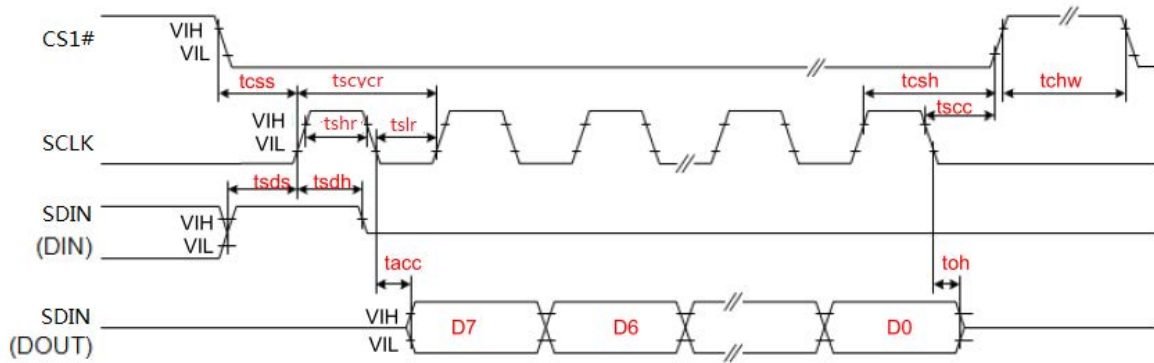 CS1#
VIH
VIL
tcss
tscycr
tcsh
tchw
tscc
SCLK
VIH
VIL
tshr
tslr
tsds
tsdh
SDIN
(DIN)
VIH
VIL
tacc
toh
SDIN
(DOUT)
VIH
VIL
D7
D6
D0